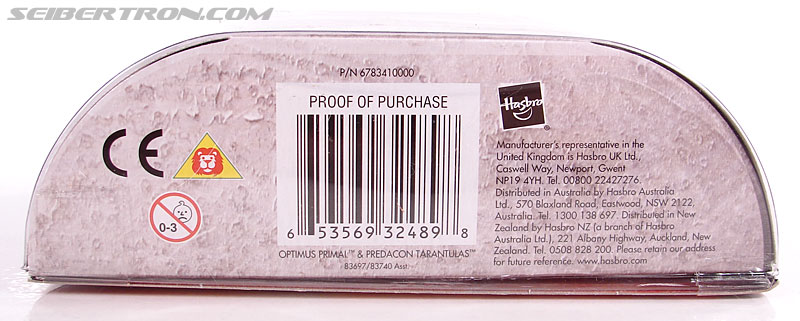 SEIBERTRON.COM
P/N 6783410000
PROOF OF PURCHASE
6 53569 32489 8
OPTIMUS PRIMAL™ & PREDACON TARANTULAS™
83697/83740 Asst.
CE
0-3
Hasbro
®
Manufacturer's representative in the
United Kingdom is Hasbro UK Ltd.,
Caswell Way, Newport, Gwent
NP19 4YH. Tel. 00800 22427276.
Distributed in Australia by Hasbro Australia
Ltd., 570 Blaxland Road, Eastwood, NSW 2122,
Australia. Tel. 1300 138 697. Distributed in New
Zealand by Hasbro NZ (a branch of Hasbro
Australia Ltd.), 221 Albany Highway, Auckland, New
Zealand. Tel. 0508 828 200. Please retain our address
for future reference. www.hasbro.com